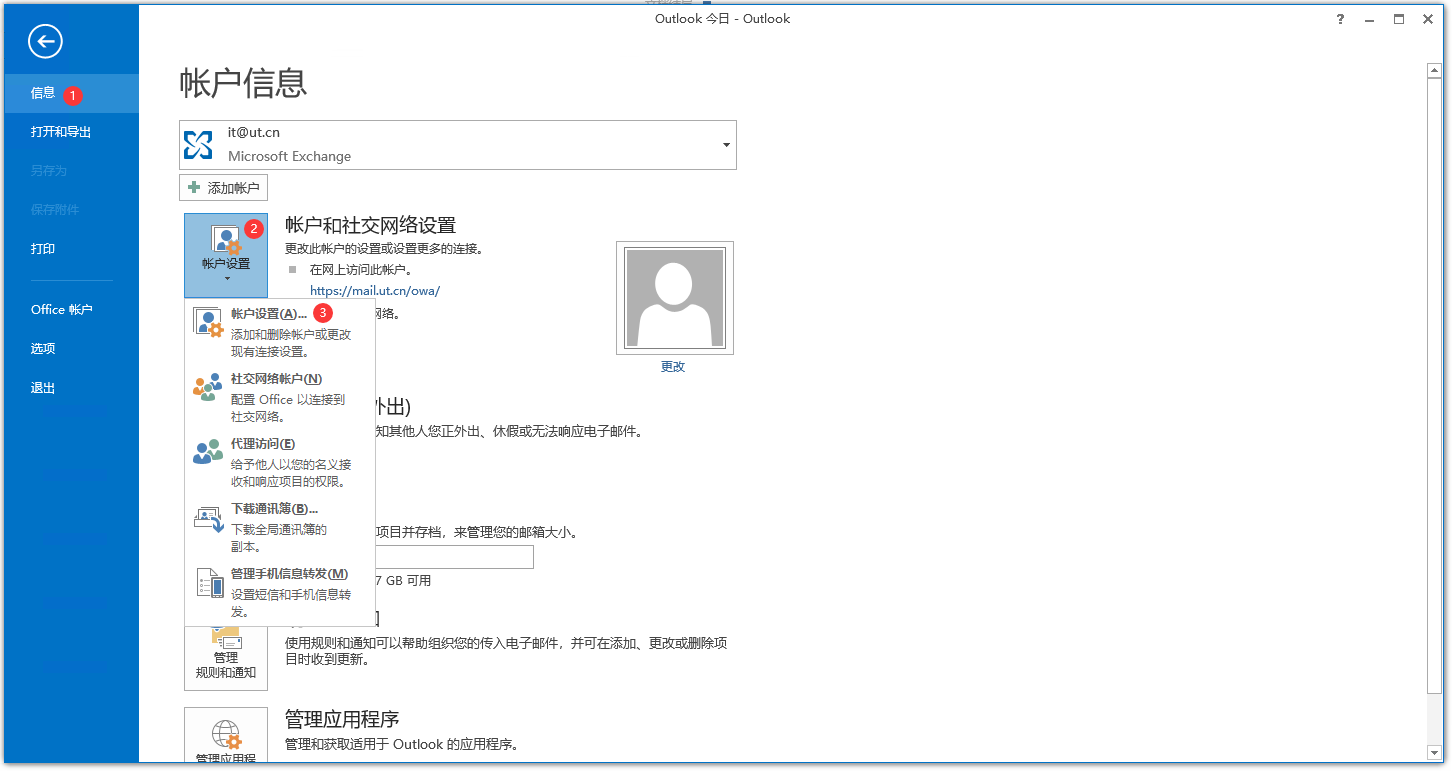 Outlook 今日 - Outlook
?
信息 1
打开和导出
另存为
保存附件
打印
Office 帐户
选项
退出
帐户信息
it@ut.cn
Microsoft Exchange
添加帐户
2
帐户设置
帐户和社交网络设置
更改此帐户的设置或设置更多的连接。
在网上访问此帐户。
https://mail.ut.cn/owa/
网络。
更改
帐户设置(A)... 3
添加和删除帐户或更改
现有连接设置。
社交网络帐户(N)
配置 Office 以连接到
社交网络。
代理访问(E)
给予他人以您的名义接
收和响应项目的权限。
下载通讯簿(B)...
下载全局通讯簿的
副本。
管理手机信息转发(M)
设置短信和手机信息转
发。
外出)
知其他人您正外出、休假或无法响应电子邮件。
项目并存档，来管理您的邮箱大小。
7 GB 可用
管理
规则和通知
使用规则和通知可以帮助组织您的传入电子邮件，并可在添加、更改或删除项
目时收到更新。
管理应用程
管理应用程序
管理和获取适用于 Outlook 的应用程序。